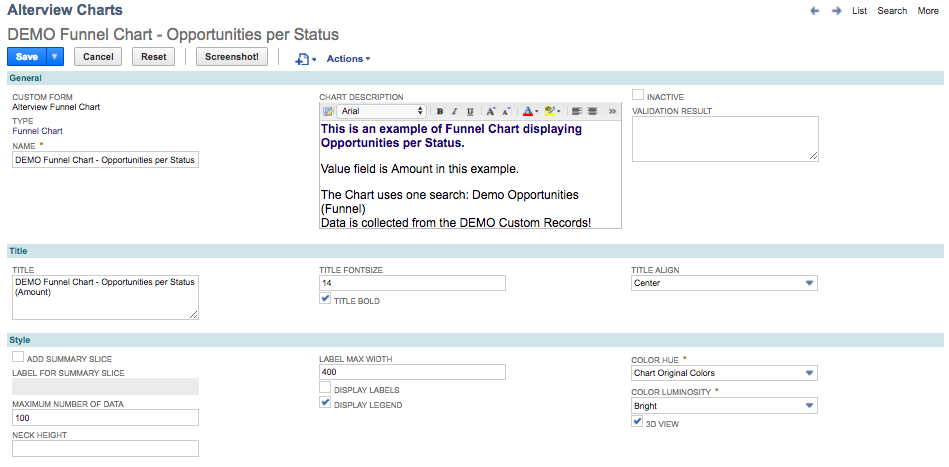 Alterview Charts
List Search More
DEMO Funnel Chart - Opportunities per Status
Save Cancel Reset Screenshot! Actions
General
CUSTOM FORM
Alterview Funnel Chart
TYPE
Funnel Chart
NAME *
DEMO Funnel Chart - Opportunities per Status
CHART DESCRIPTION
Arial B I U A A A
This is an example of Funnel Chart displaying
Opportunities per Status.
Value field is Amount in this example.
The Chart uses one search: Demo Opportunities
(Funnel)
Data is collected from the DEMO Custom Records!
INACTIVE
VALIDATION RESULT
Title
TITLE
DEMO Funnel Chart - Opportunities per Status
(Amount)
TITLE FONTSIZE
14
TITLE BOLD
TITLE ALIGN
Center
Style
ADD SUMMARY SLICE
LABEL FOR SUMMARY SLICE
MAXIMUM NUMBER OF DATA
100
NECK HEIGHT
LABEL MAX WIDTH
400
DISPLAY LABELS
DISPLAY LEGEND
COLOR HUE *
Chart Original Colors
COLOR LUMINOSITY *
Bright
3D VIEW